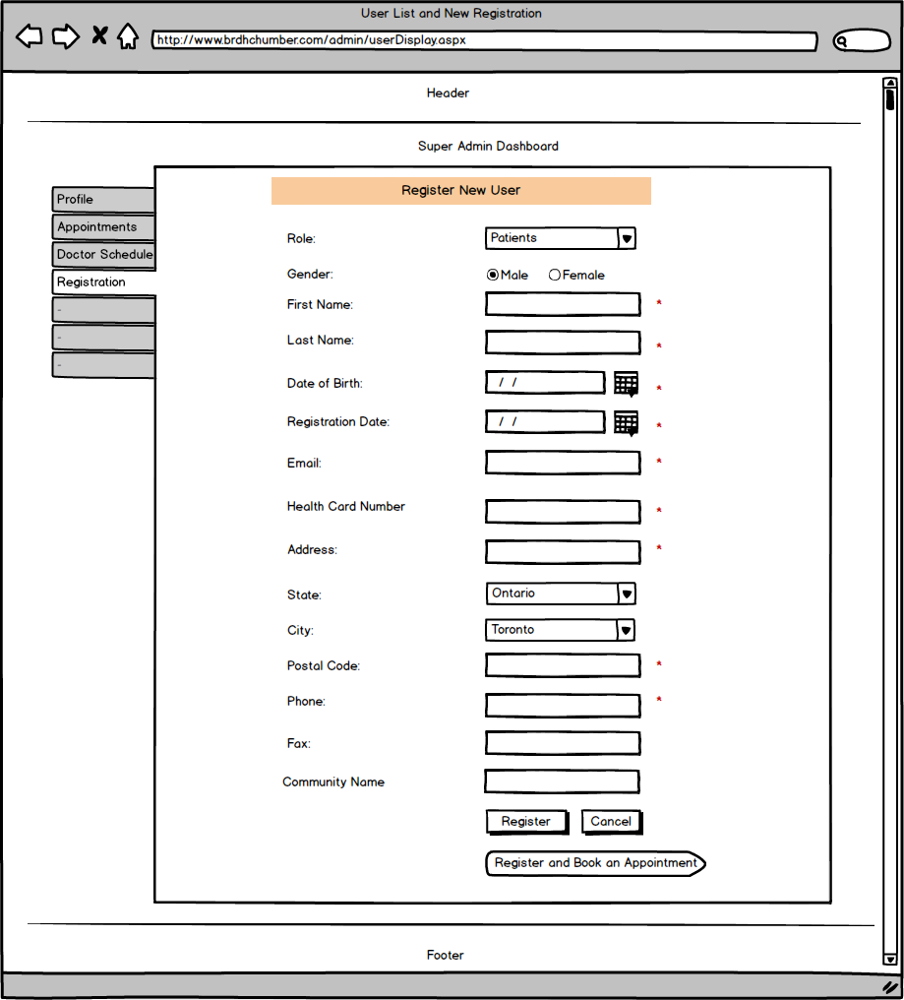 User List and New Registration
http://www.brdhchumber.com/admin/userDisplay.aspx
Header
Super Admin Dashboard
Profile
Appointments
Doctor Schedule
Registration
-
-
-
Register New User
Role: Patients
Gender: Male Female
First Name: *
Last Name: *
Date of Birth: / / *
Registration Date: / / *
Email: *
Health Card Number *
Address: *
State: Ontario
City: Toronto
Postal Code: *
Phone: *
Fax:
Community Name
Register Cancel
Register and Book an Appointment
Footer